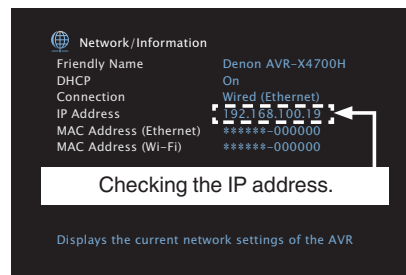 Network/Information
Friendly Name Denon AVR-X4700H
DHCP On
Connection Wired (Ethernet)
IP Address 192.168.100.19
MAC Address (Ethernet) ******-000000
MAC Address (Wi-Fi) ******-000000
Checking the IP address.
Displays the current network settings of the AVR